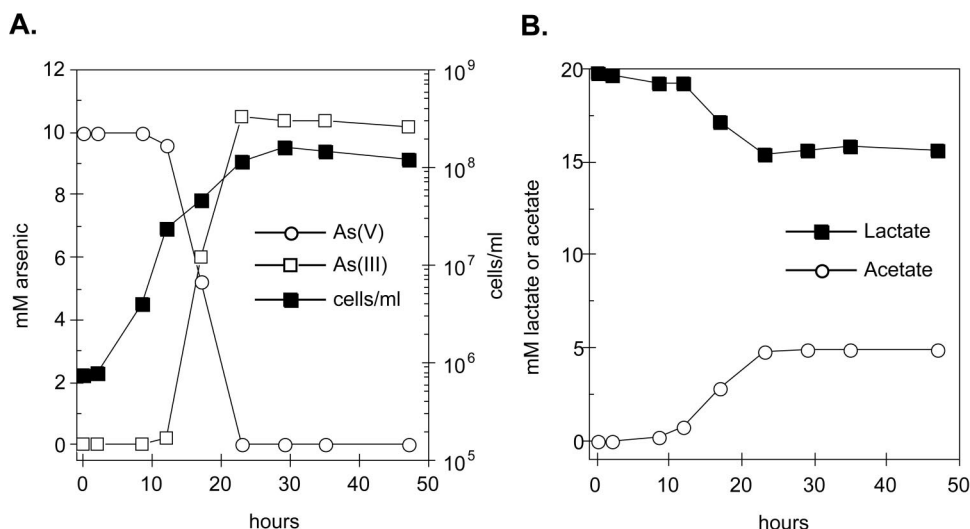 A.
12
10
8
6
4
2
0
mM arsenic
10^9
10^8
10^7
10^6
10^5
cells/ml
As(V)
As(III)
cells/ml
0 10 20 30 40 50
hours
B.
20
15
10
5
0
mM lactate or acetate
Lactate
Acetate
0 10 20 30 40 50
hours